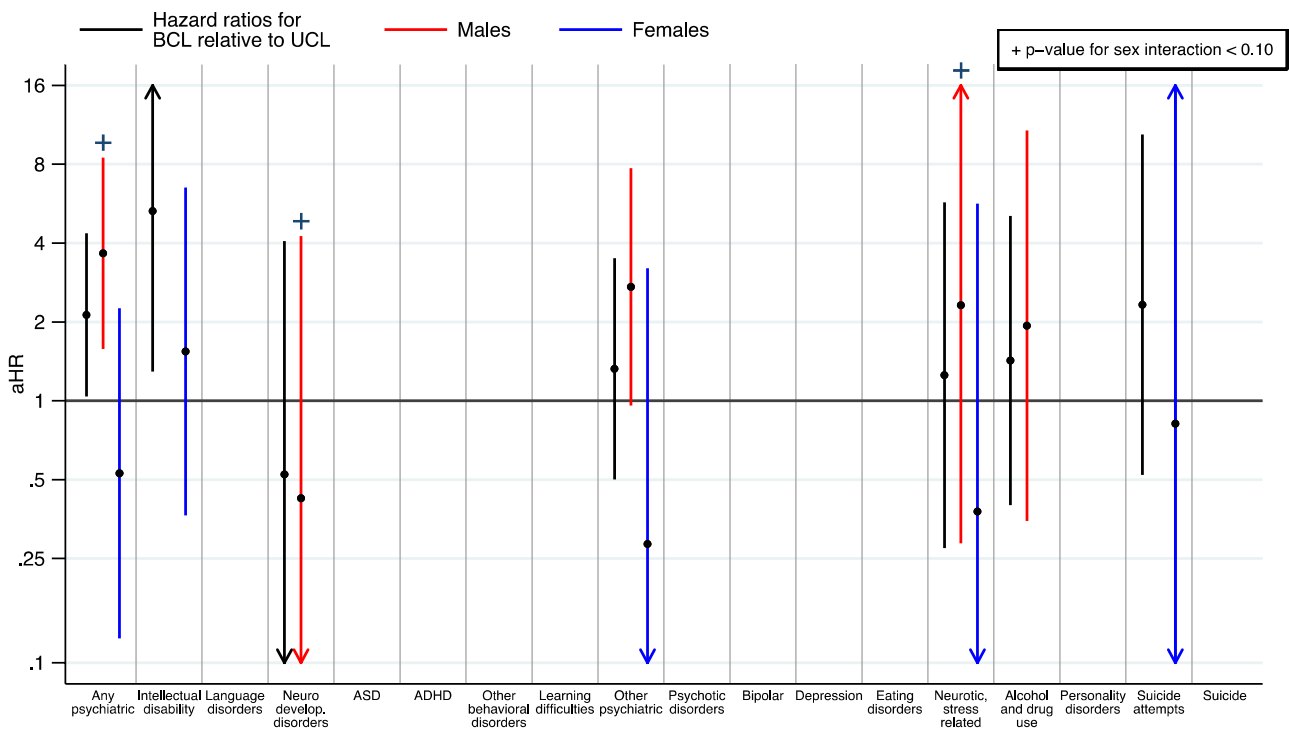 Hazard ratios for
BCL relative to UCL
Males
Females
+ p-value for sex interaction < 0.10
aHR
16
8
4
2
1
.5
.25
.1
Any
psychiatric
Intellectual
disability
Language
disorders
Neuro
develop.
disorders
ASD
ADHD
Other
behavioral
disorders
Learning
difficulties
Other
psychiatric
Psychotic
disorders
Bipolar
Depression
Eating
disorders
Neurotic,
stress
related
Alcohol
and drug
use
Personality
disorders
Suicide
attempts
Suicide